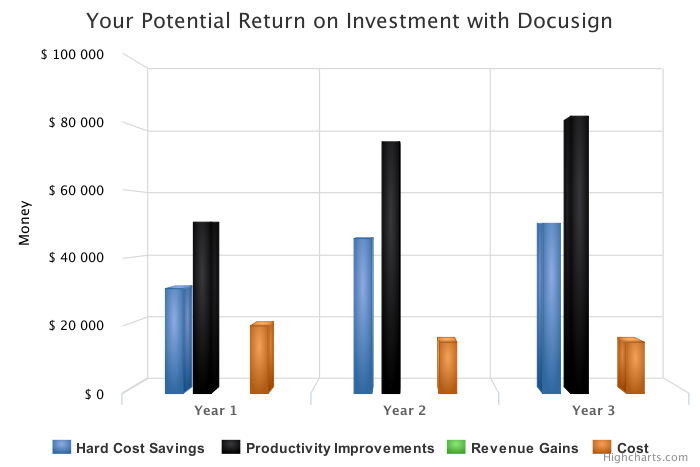 Your Potential Return on Investment with Docusign
$ 100 000
$ 80 000
$ 60 000
$ 40 000
$ 20 000
$ 0
Money
Year 1
Year 2
Year 3
Hard Cost Savings
Productivity Improvements
Revenue Gains
Cost
Highcharts.com